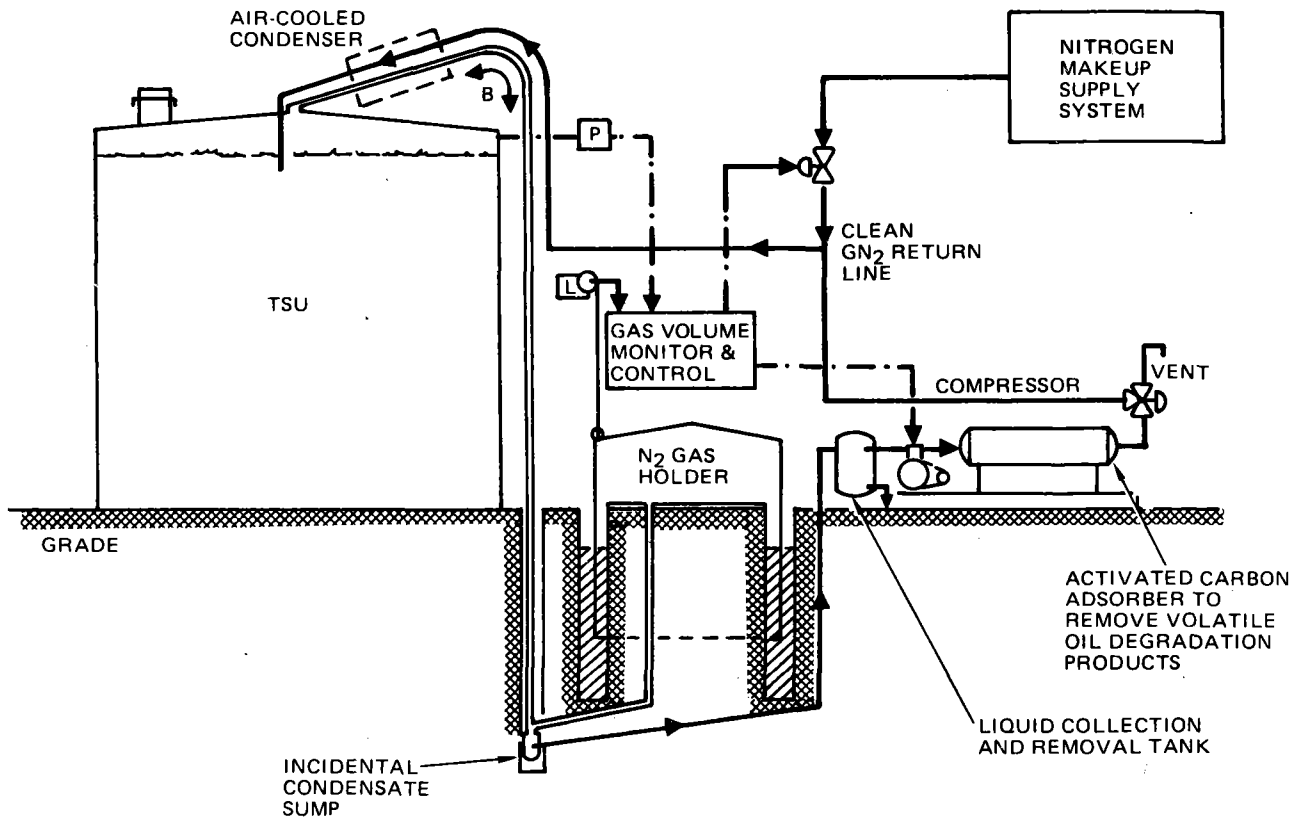 AIR-COOLED
CONDENSER
NITROGEN
MAKEUP
SUPPLY
SYSTEM
B
P
CLEAN
GN2 RETURN
LINE
TSU
L
GAS VOLUME
MONITOR &
CONTROL
COMPRESSOR
VENT
N2 GAS
HOLDER
GRADE
ACTIVATED CARBON
ADSORBER TO
REMOVE VOLATILE
OIL DEGRADATION
PRODUCTS
LIQUID COLLECTION
AND REMOVAL TANK
INCIDENTAL
CONDENSATE
SUMP